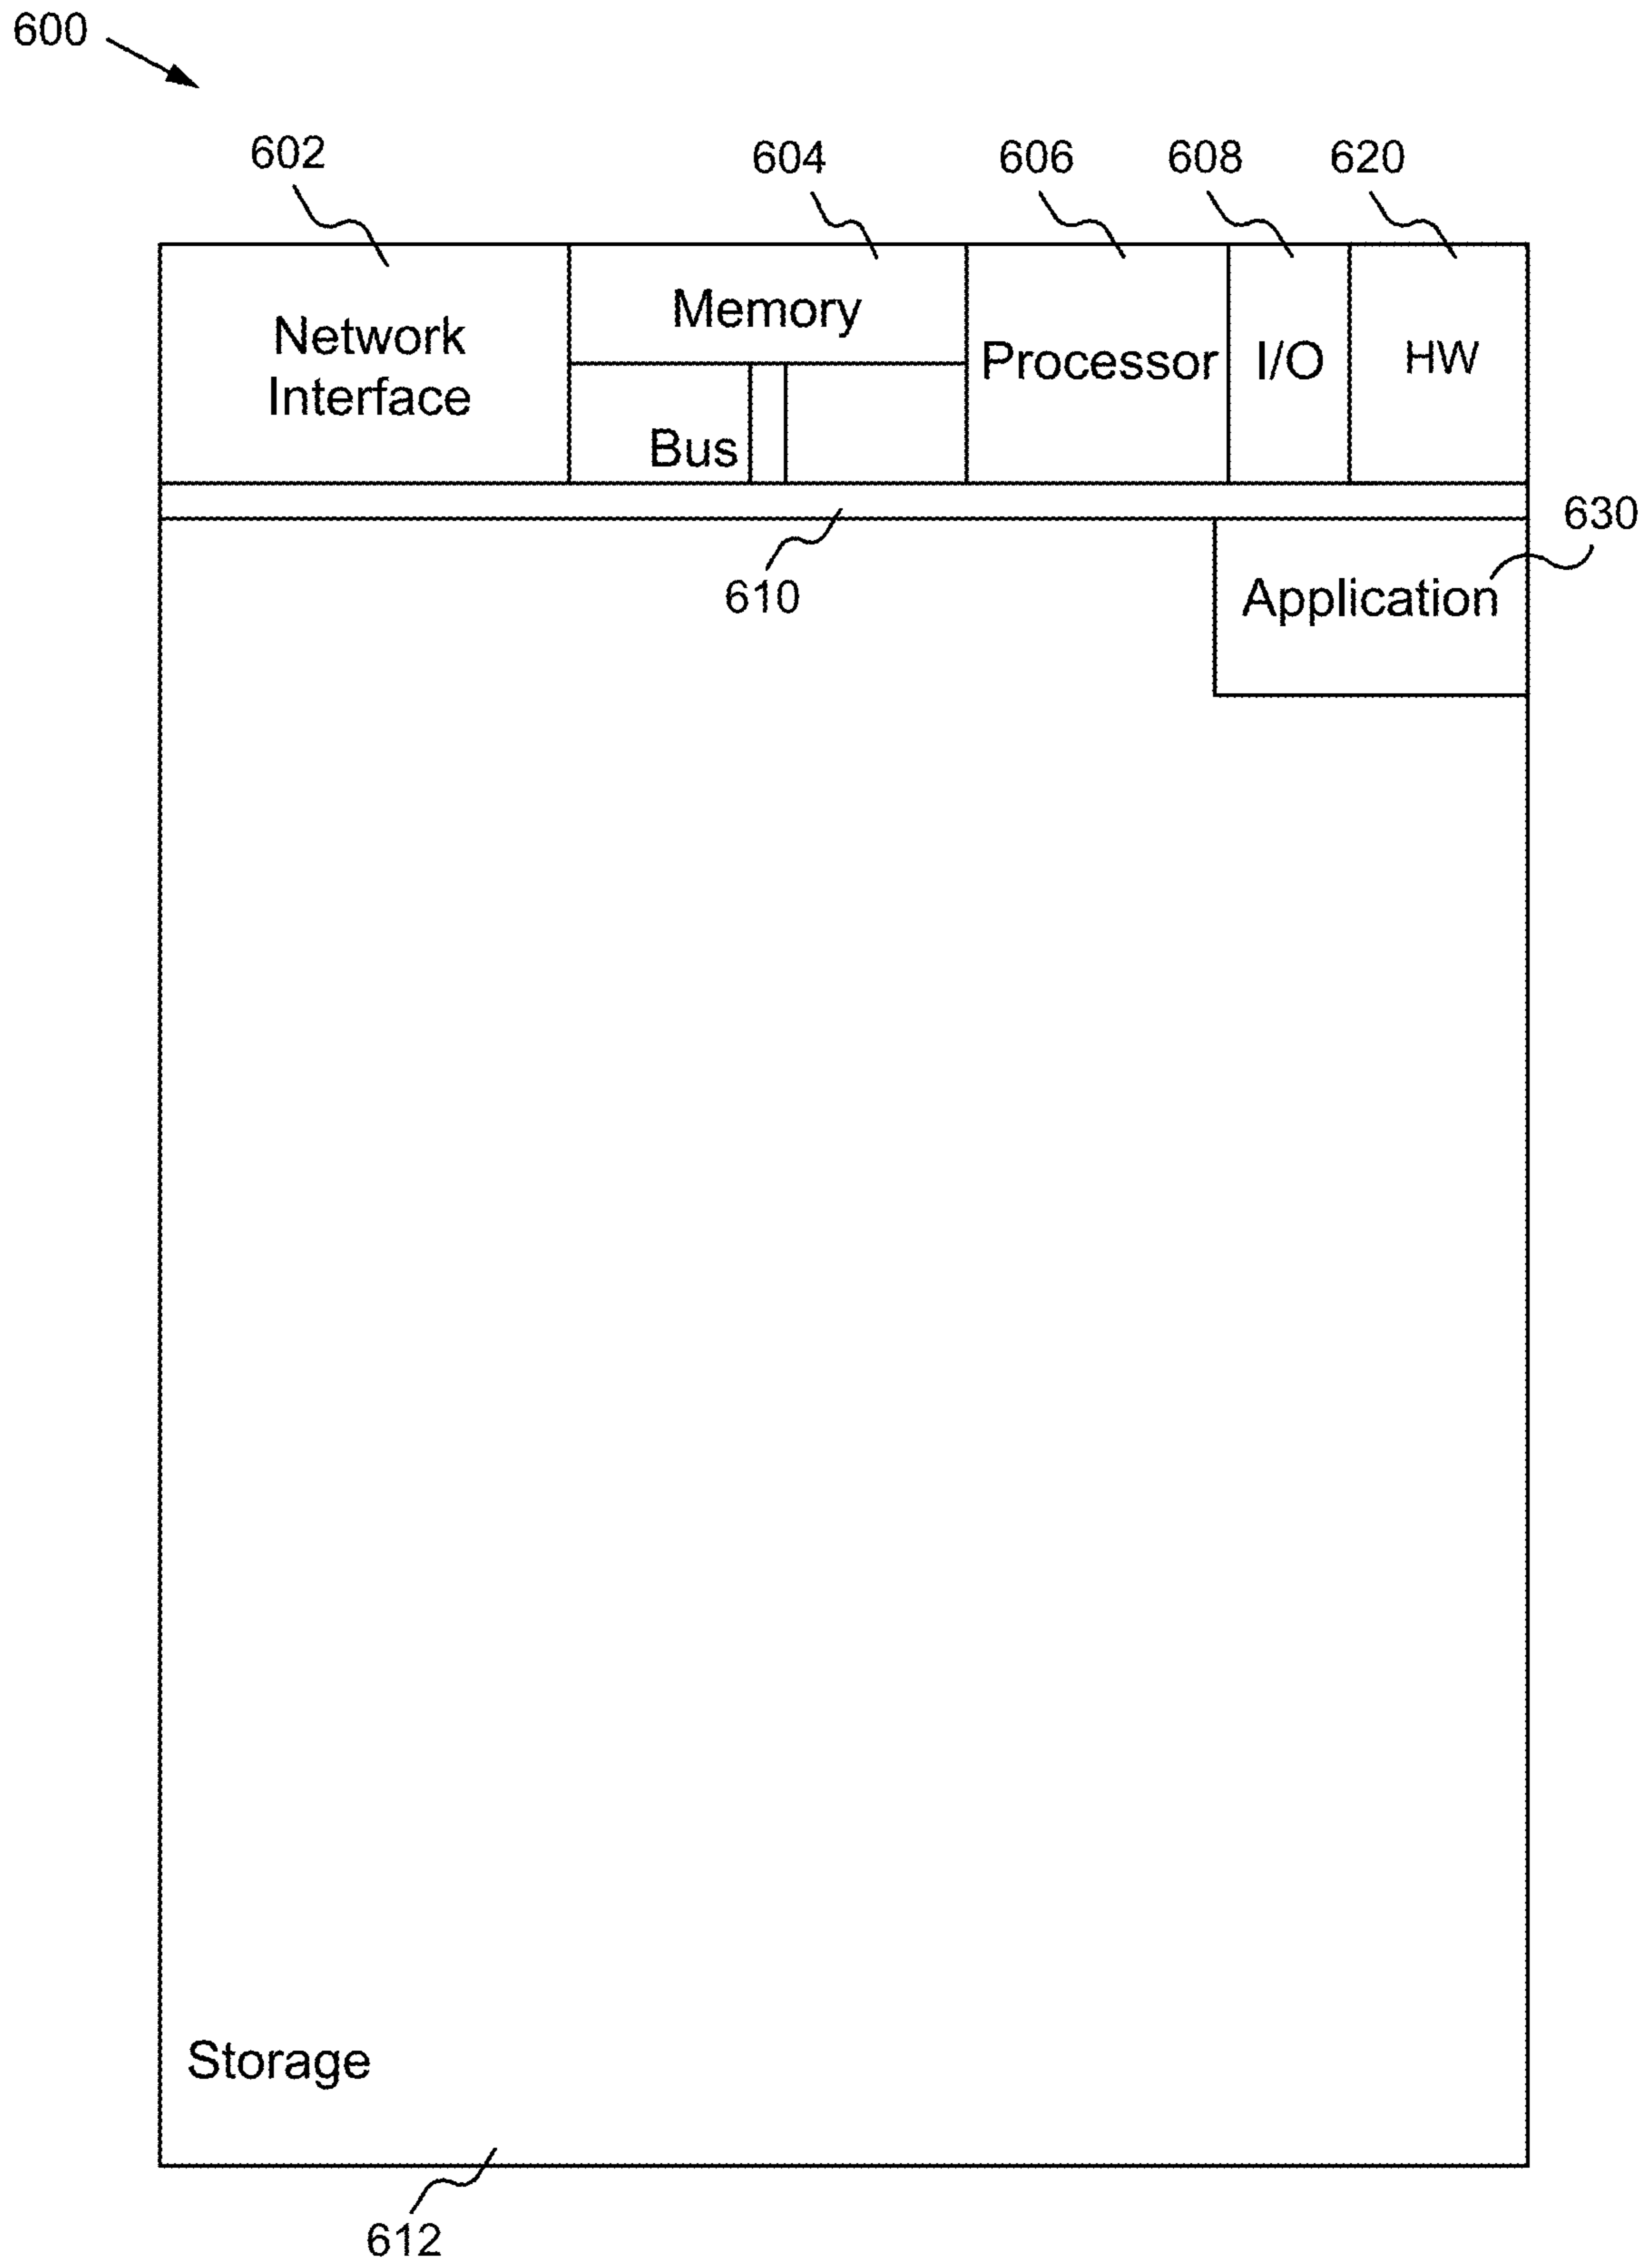 600
602
604
606
608
620
Network
Interface
Memory
Processor
I/O
HW
Bus
630
610
Application
Storage
612